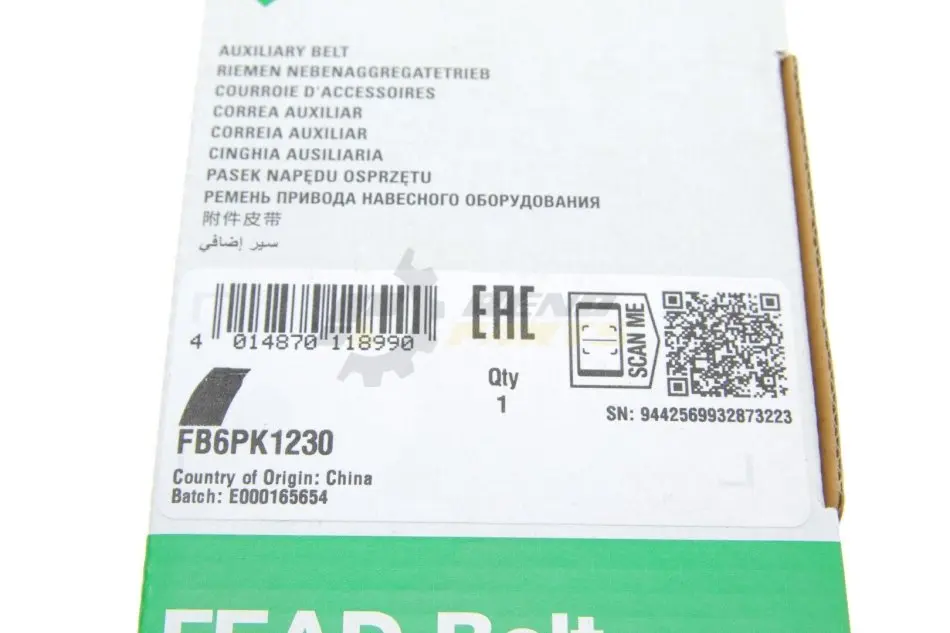 AUXILIARY BELT
RIEMEN NEBENAGGREGATETRIEB
COURROIE D'ACCESSOIRES
CORREA AUXILIAR
CORREIA AUXILIAR
CINGHIA AUSILIARIA
PASEK NAPĘDU OSPRZĘTU
РЕМЕНЬ ПРИВОДА НАВЕСНОГО ОБОРУДОВАНИЯ
附件皮带
سير إضافي
4 014870 118990
EAC
SCAN ME
Qty
1
SN: 9442569932873223
FB6PK1230
Country of Origin: China
Batch: E000165654
FEAD Belt